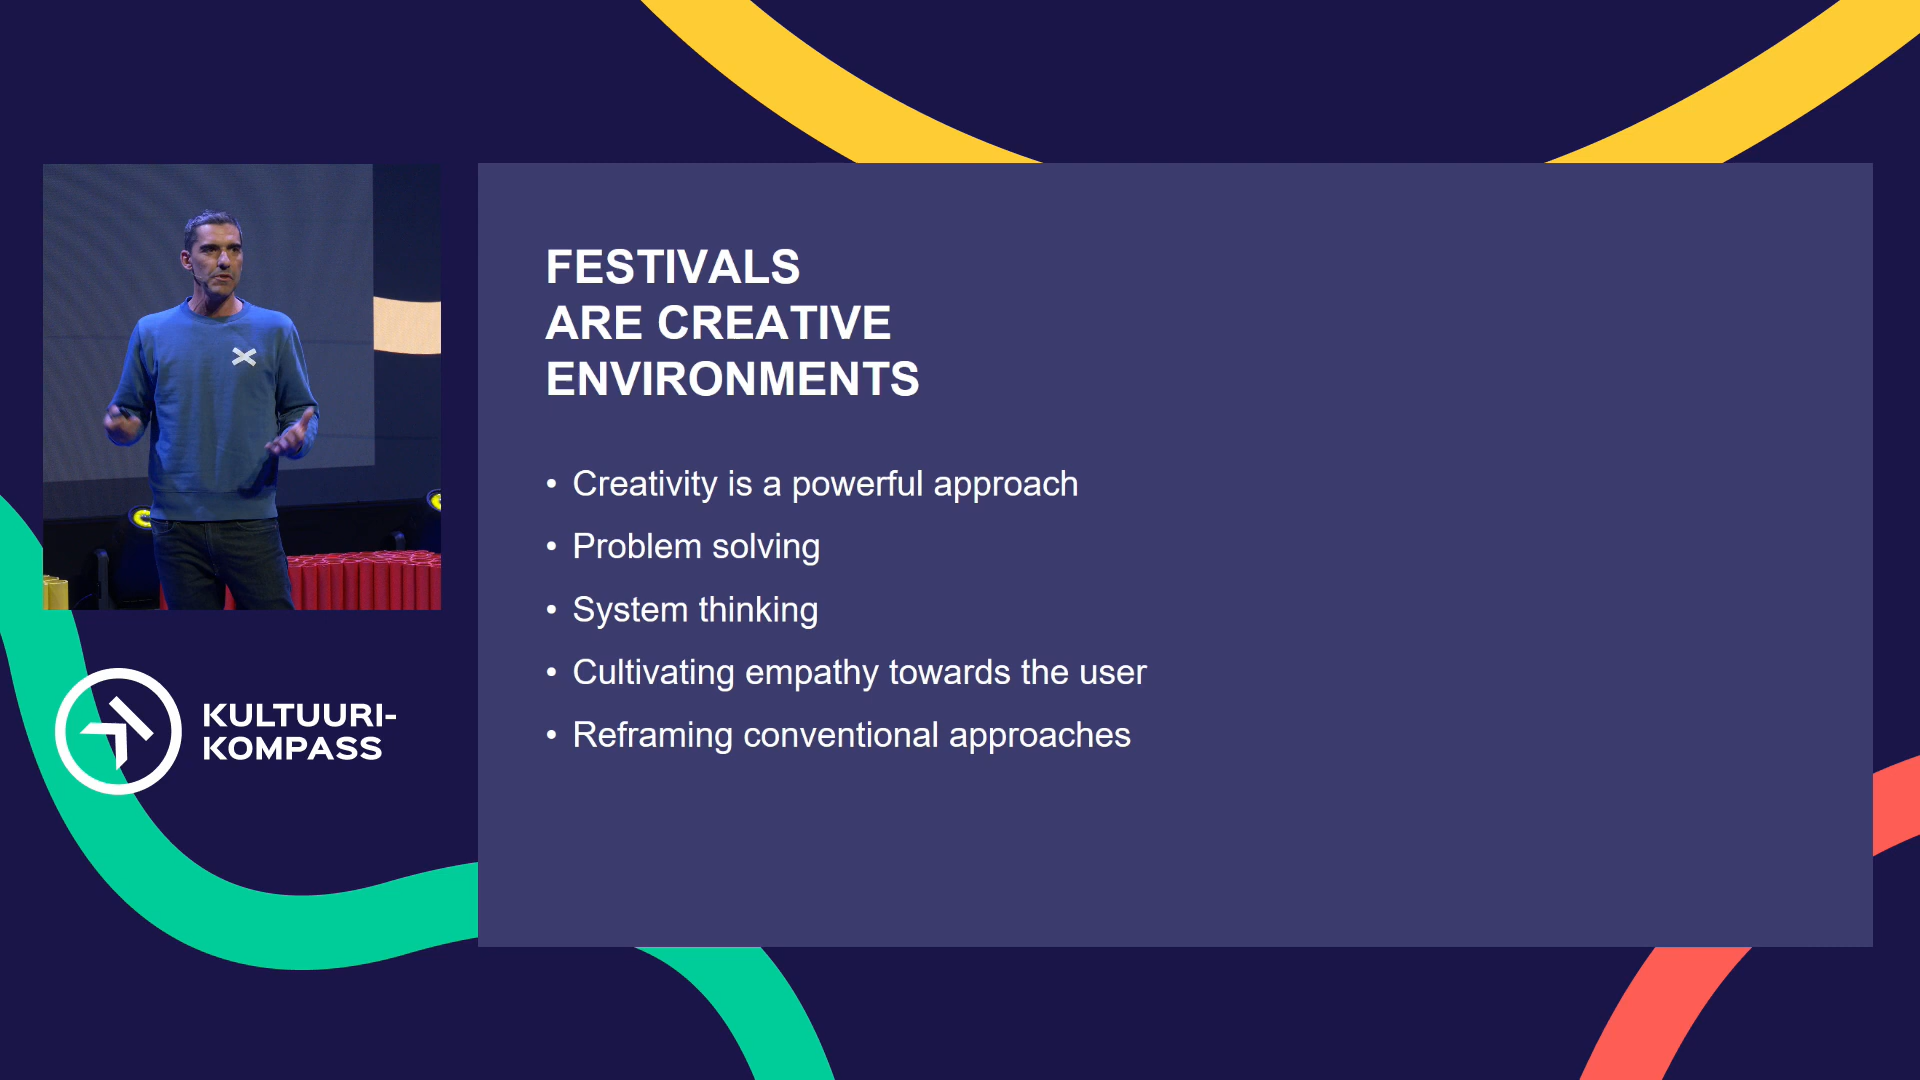 FESTIVALS
ARE CREATIVE
ENVIRONMENTS
• Creativity is a powerful approach
• Problem solving
• System thinking
• Cultivating empathy towards the user
• Reframing conventional approaches
KULTUURI-
KOMPASS